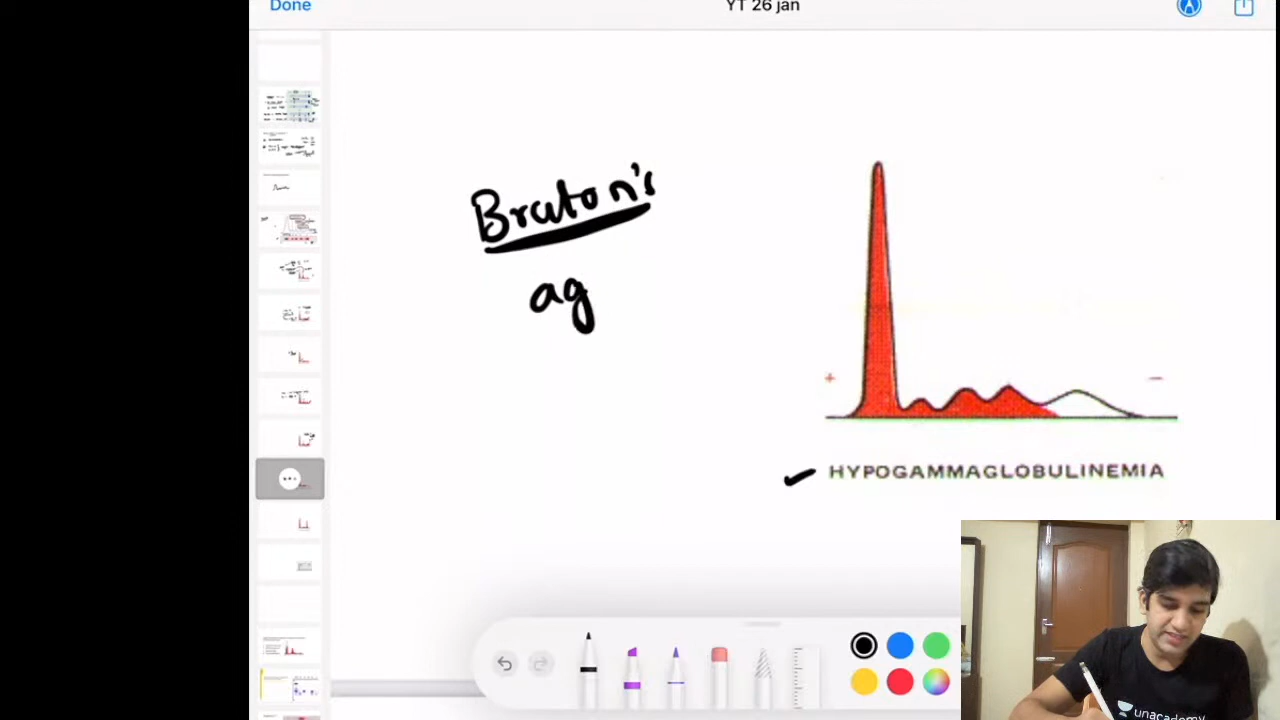 Done
YT 26 jan
Bruton's
ag
+
−
HYPOGAMMAGLOBULINEMIA
unacademy